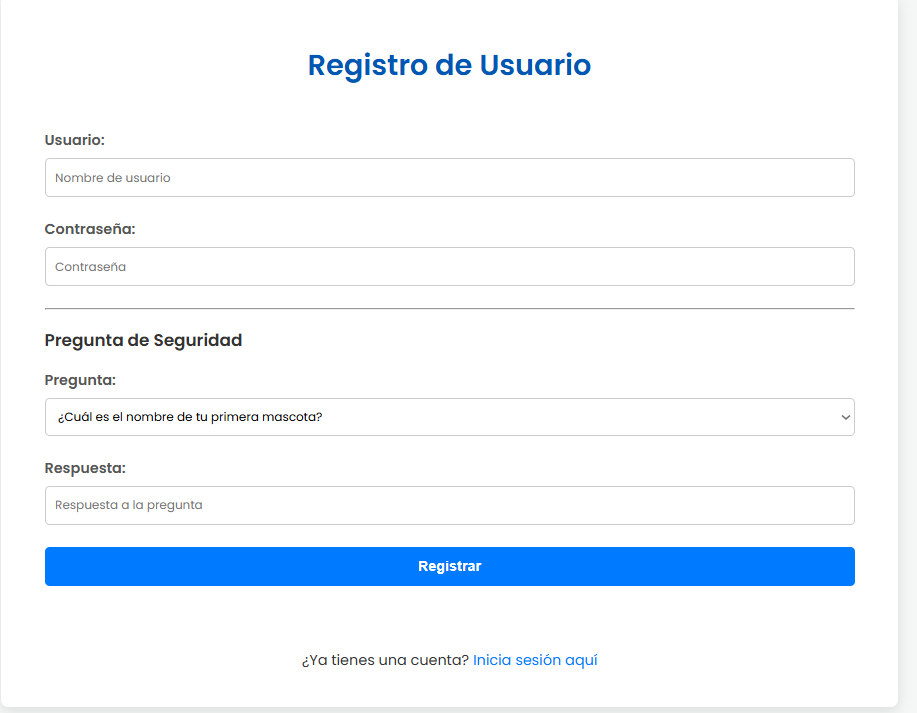 Registro de Usuario
Usuario:
Nombre de usuario
Contraseña:
Contraseña
Pregunta de Seguridad
Pregunta:
¿Cuál es el nombre de tu primera mascota?
Respuesta:
Respuesta a la pregunta
Registrar
¿Ya tienes una cuenta? Inicia sesión aquí